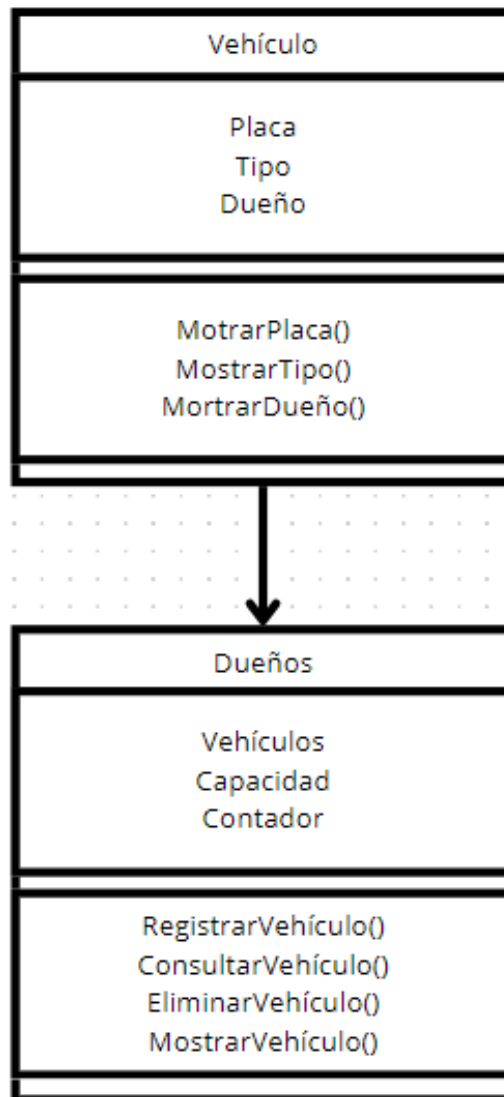 Vehículo
Placa
Tipo
Dueño
MotrarPlaca()
MostrarTipo()
MortrarDueño()
Dueños
Vehículos
Capacidad
Contador
RegistrarVehículo()
ConsultarVehículo()
EliminarVehículo()
MostrarVehículo()